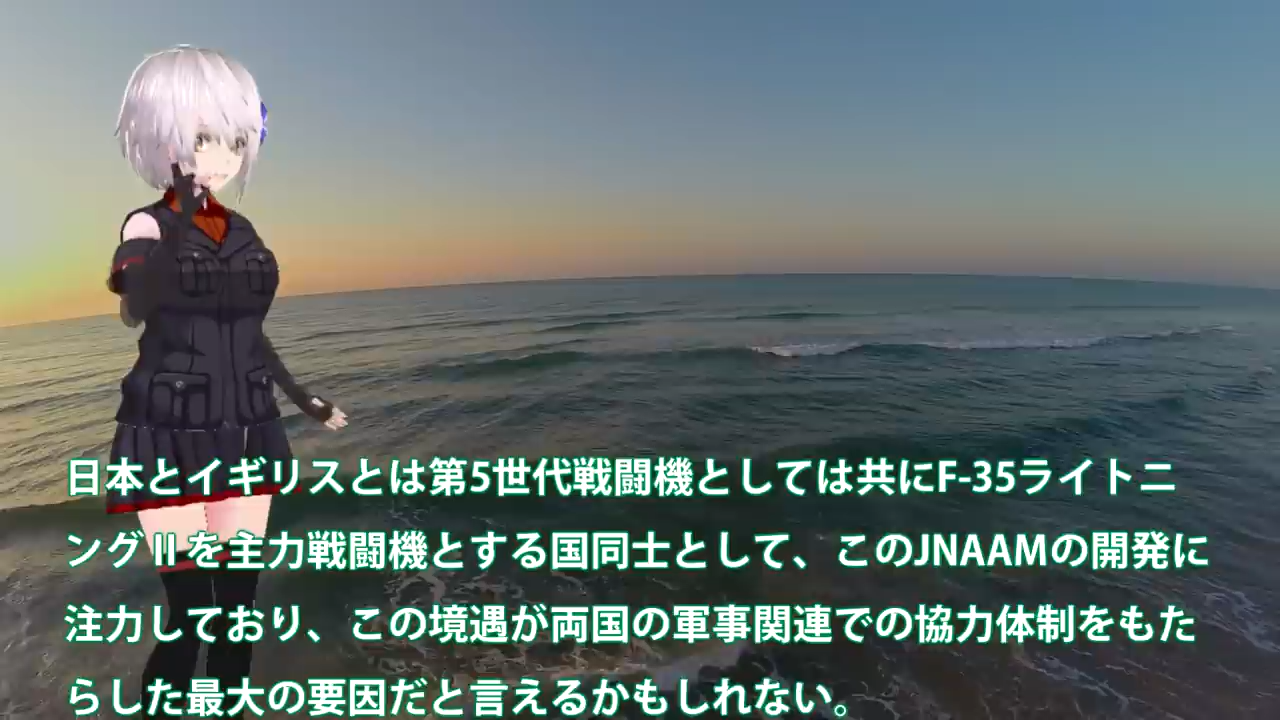 日本とイギリスとは第5世代戦闘機としては共にF-35ライトニ
ングⅡを主力戦闘機とする国同士として、このJNAAMの開発に
注力しており、この境遇が両国の軍事関連での協力体制をもた
らした最大の要因だと言えるかもしれない。